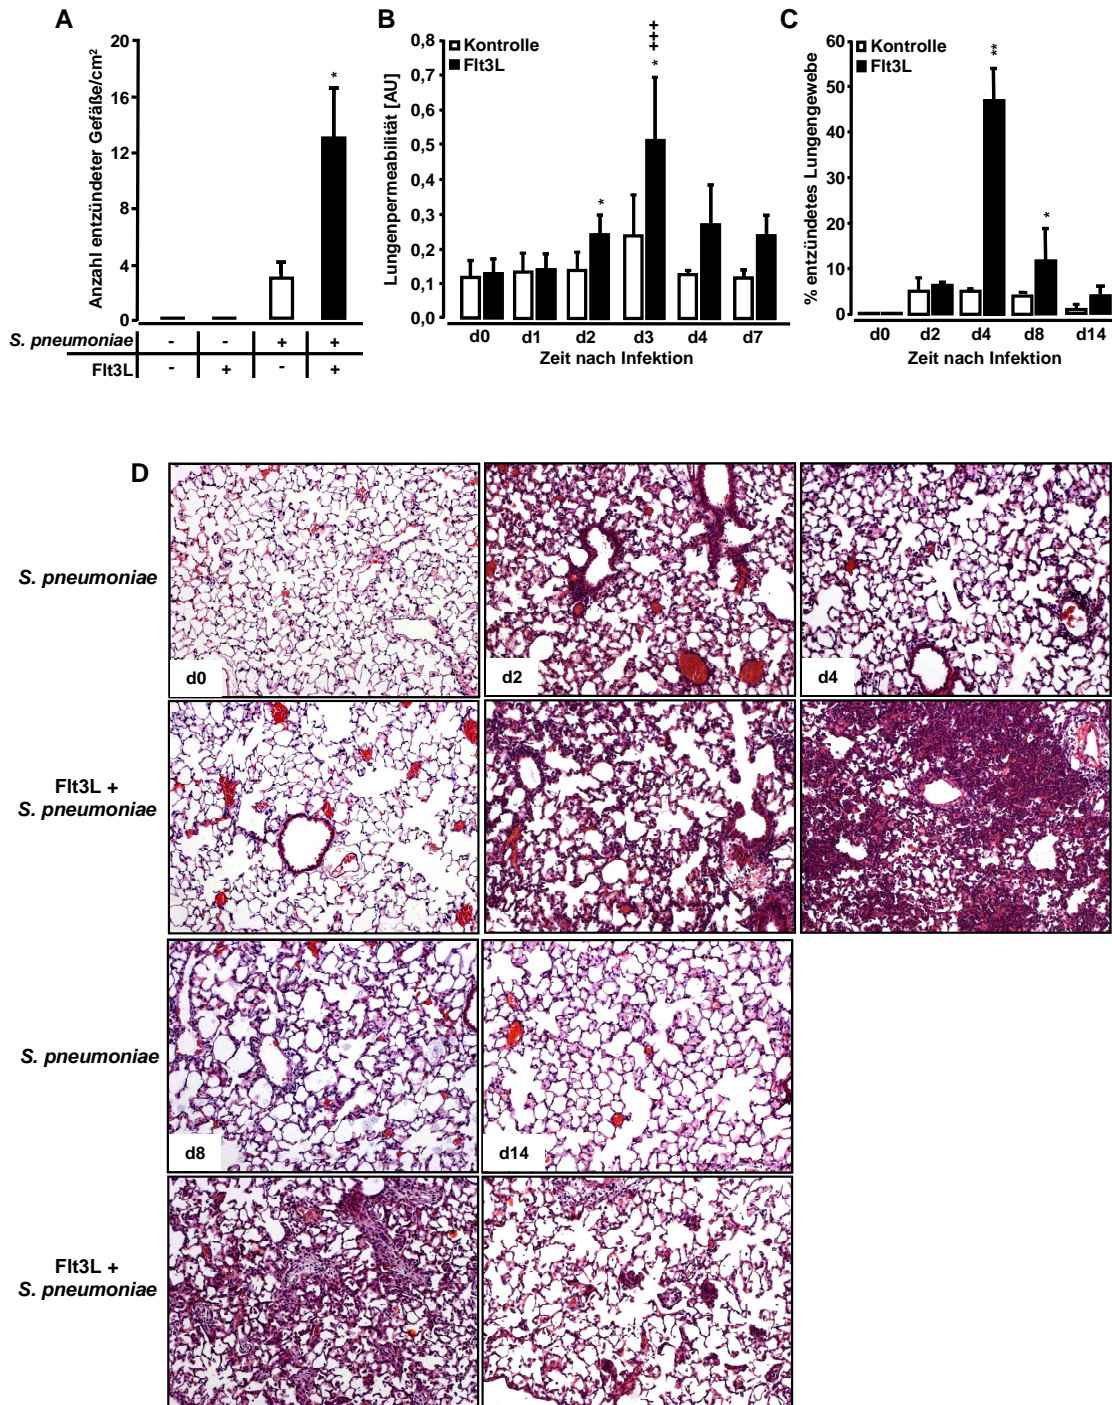 A
Anzahl entzündeter Gefäße/cm²
20
16
12
8
4
0
*
S. pneumoniae - - + +
Flt3L - + - +
B
Lungenpermeabilität [AU]
0,8
0,7
0,6
0,5
0,4
0,3
0,2
0,1
0,0
Kontrolle
Flt3L
*
+++
*
d0 d1 d2 d3 d4 d7
Zeit nach Infektion
C
% entzündetes Lungengewebe
60
50
40
30
20
10
0
Kontrolle
Flt3L
**
*
d0 d2 d4 d8 d14
Zeit nach Infektion
D
S. pneumoniae
d0
d2
d4
Flt3L +
S. pneumoniae
S. pneumoniae
d8
d14
Flt3L +
S. pneumoniae